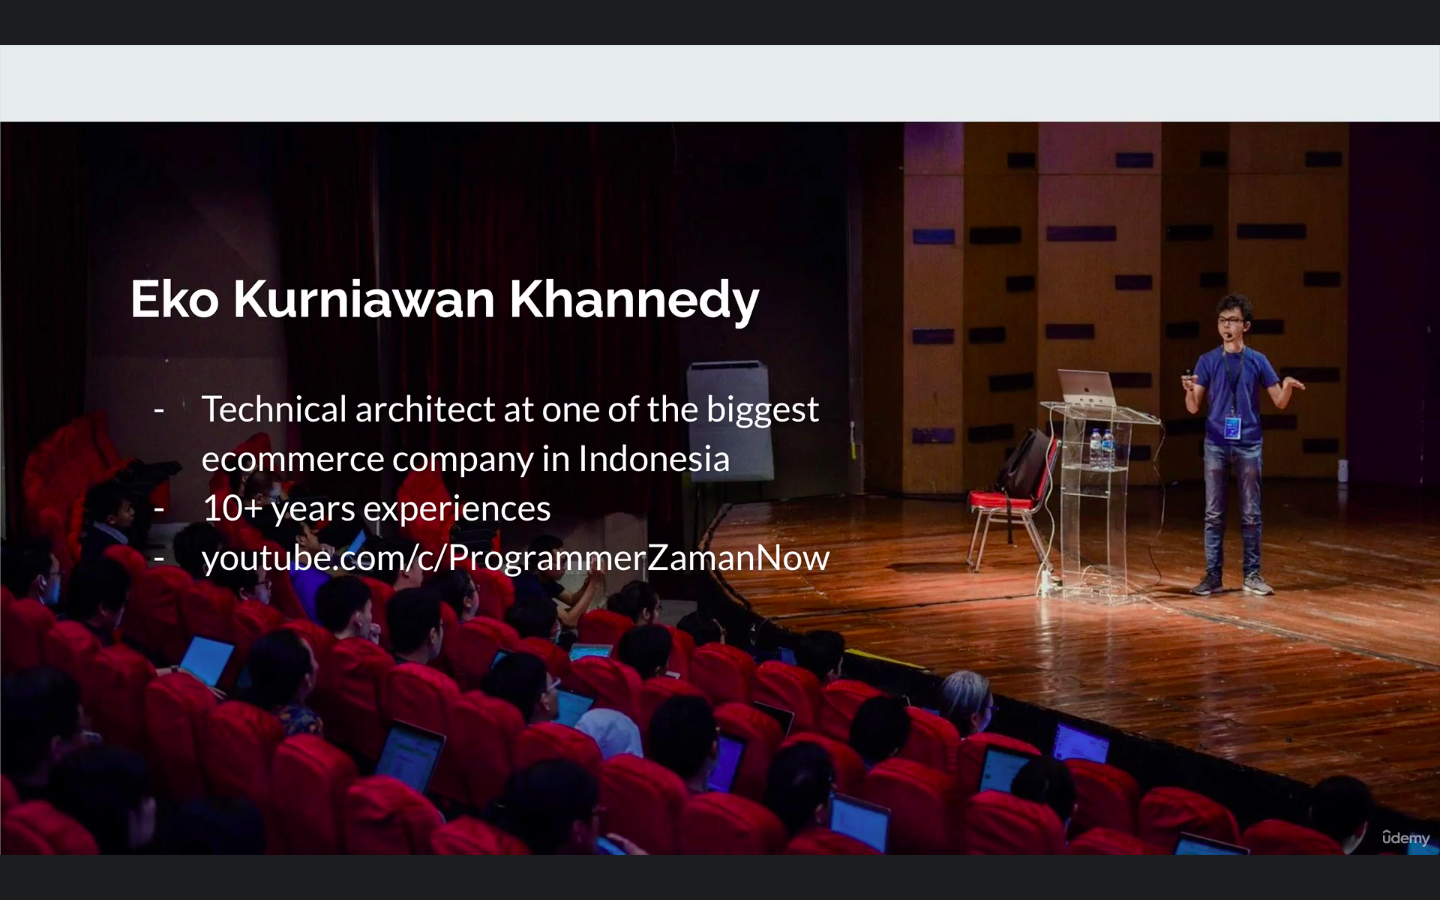 Eko Kurniawan Khannedy
- Technical architect at one of the biggest
ecommerce company in Indonesia
- 10+ years experiences
- youtube.com/c/ProgrammerZamanNow
ûdemy